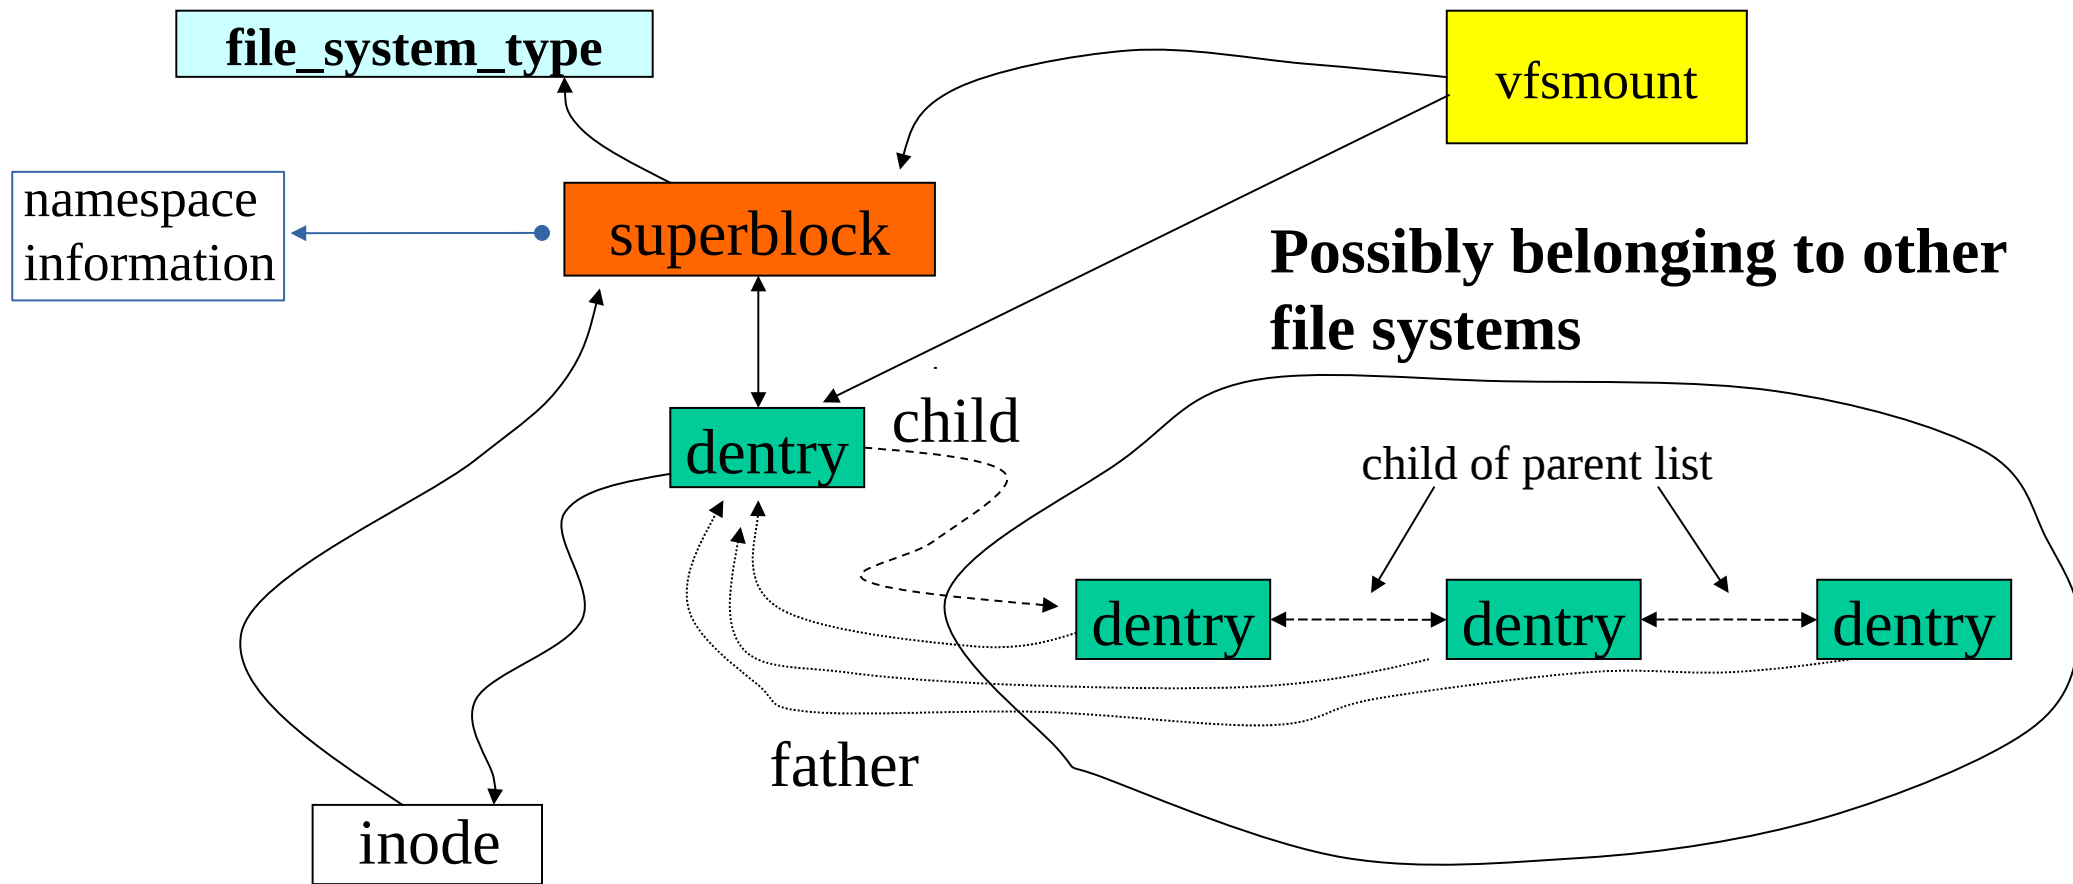 file_system_type
vfsmount
namespace
information
superblock
Possibly belonging to other
file systems
child
dentry
child of parent list
dentry
dentry
dentry
father
inode